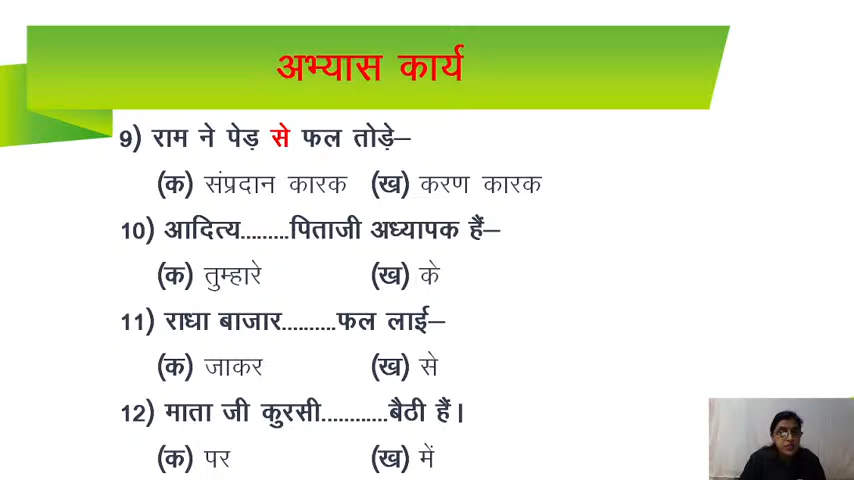 अभ्यास कार्य
9) राम ने पेड़ से फल तोड़े–
(क) संप्रदान कारक (ख) करण कारक
10) आदित्य.........पिताजी अध्यापक हैं–
(क) तुम्हारे (ख) के
11) राधा बाजार..........फल लाई–
(क) जाकर (ख) से
12) माता जी कुरसी............बैठी हैं।
(क) पर (ख) में